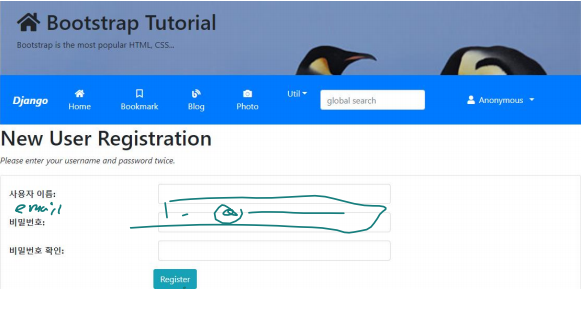 Bootstrap Tutorial
Bootstrap is the most popular HTML, CSS...
Django
Home
Bookmark
Blog
Photo
Util
global search
Anonymous
New User Registration
Please enter your username and password twice.
사용자 이름:
email
@
비밀번호:
비밀번호 확인:
Register